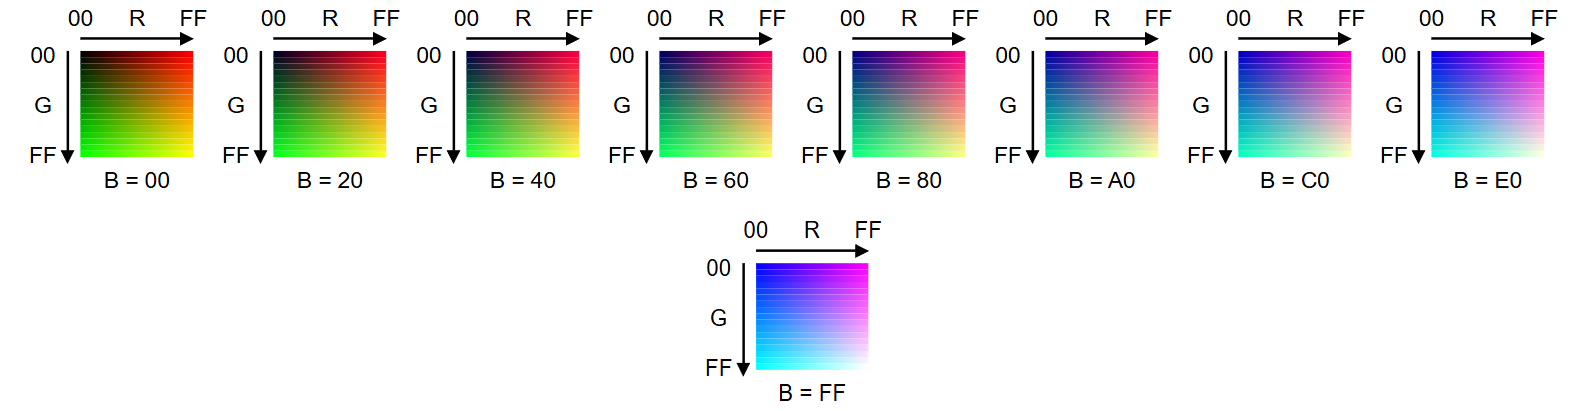 00 R FF 00 R FF 00 R FF 00 R FF 00 R FF 00 R FF 00 R FF 00 R FF
00 00 00 00 00 00 00 00
G G G G G G G G
FF FF FF FF FF FF FF FF
B = 00 B = 20 B = 40 B = 60 B = 80 B = A0 B = C0 B = E0
00 R FF
00
G
FF
B = FF